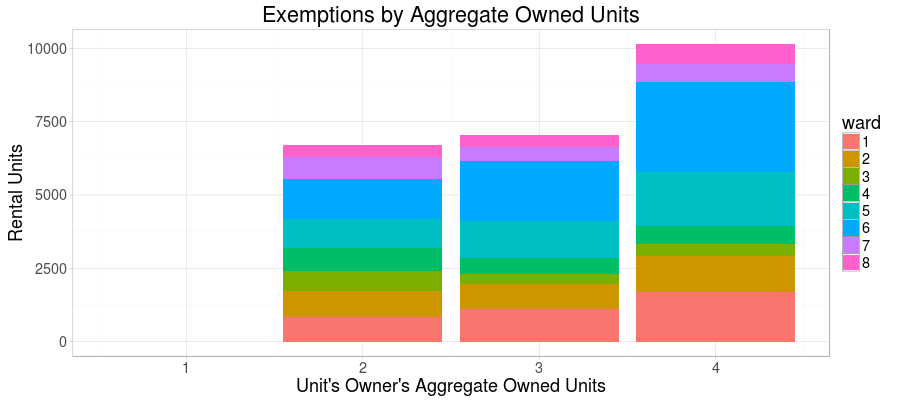 Exemptions by Aggregate Owned Units
Rental Units
10000
7500
5000
2500
0
1 2 3 4
Unit's Owner's Aggregate Owned Units
ward
1
2
3
4
5
6
7
8